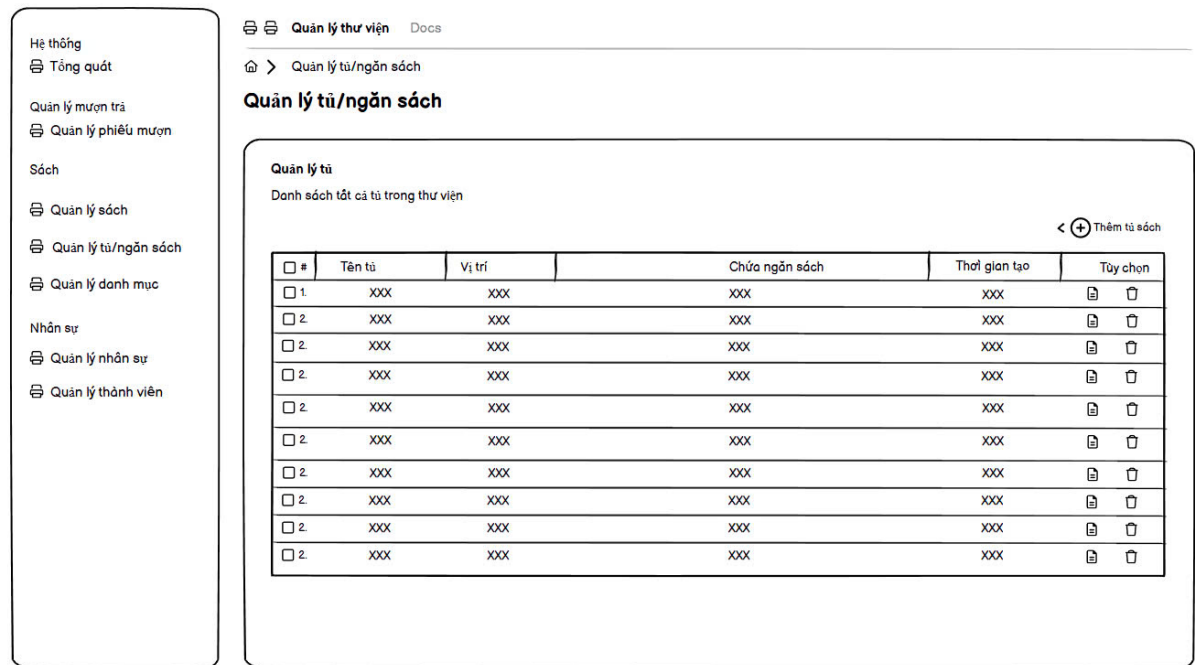 Hệ thống
Tổng quát
Quản lý mượn trả
Quản lý phiếu mượn
Sách
Quản lý sách
Quản lý tủ/ngăn sách
Quản lý danh mục
Nhân sự
Quản lý nhân sự
Quản lý thành viên
Quản lý thư viện Docs
Quản lý tủ/ngăn sách
Quản lý tủ/ngăn sách
Quản lý tủ
Danh sách tất cả tủ trong thư viện
Thêm tủ sách
# Tên tủ Vị trí Chứa ngăn sách Thời gian tạo Tùy chọn
1. XXX XXX XXX XXX
2. XXX XXX XXX XXX
2. XXX XXX XXX XXX
2. XXX XXX XXX XXX
2. XXX XXX XXX XXX
2. XXX XXX XXX XXX
2. XXX XXX XXX XXX
2. XXX XXX XXX XXX
2. XXX XXX XXX XXX
2. XXX XXX XXX XXX